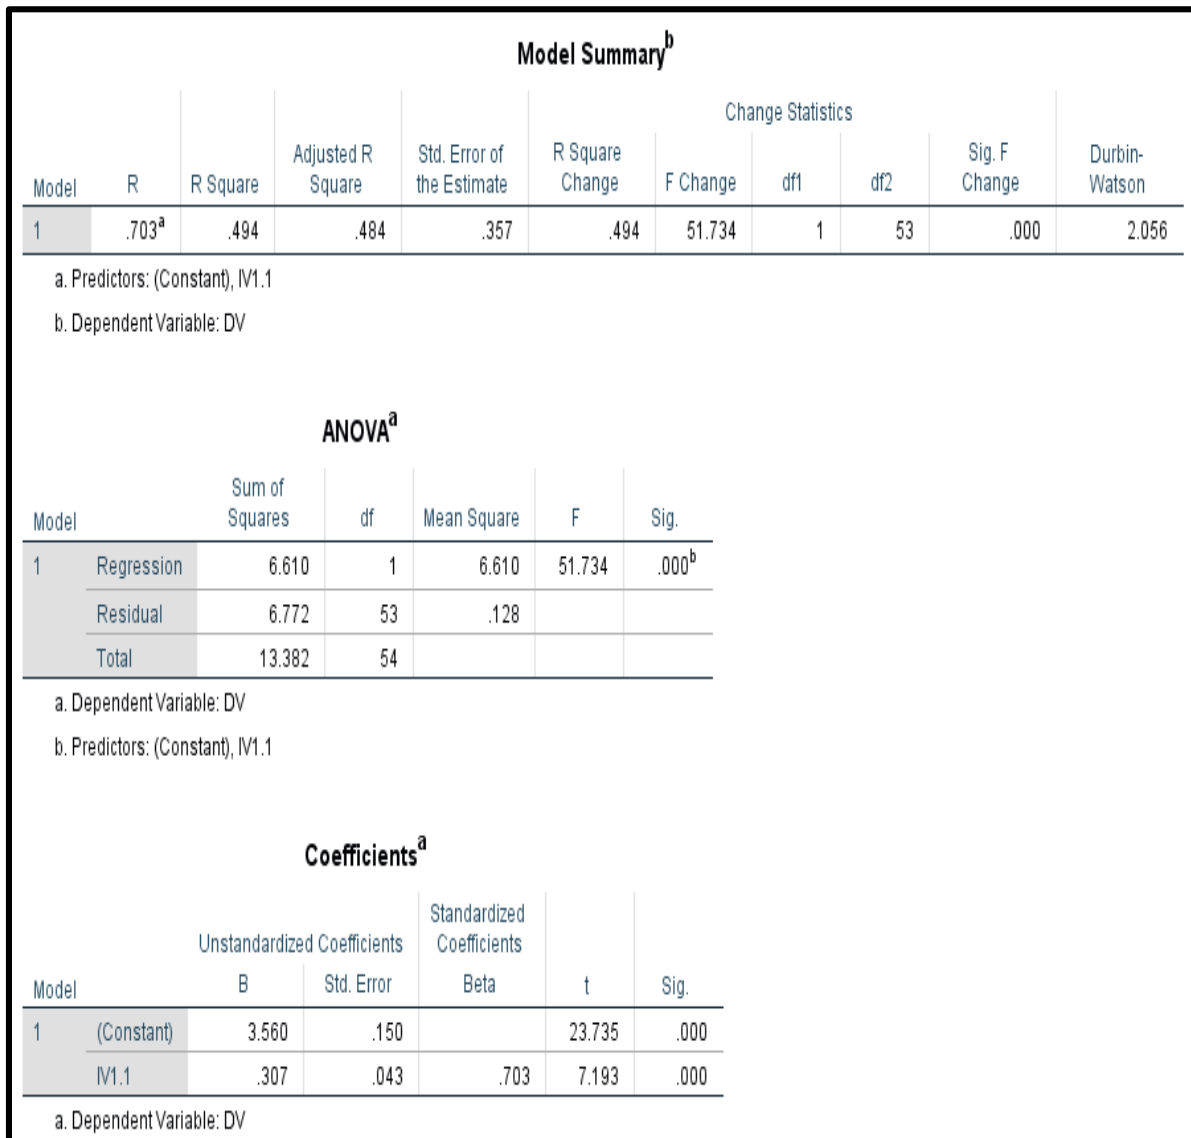 Model Summaryb
Change Statistics
Model R R Square Adjusted R Square Std. Error of the Estimate R Square Change F Change df1 df2 Sig. F Change Durbin-Watson
1 .703a .494 .484 .357 .494 51.734 1 53 .000 2.056
a. Predictors: (Constant), IV1.1
b. Dependent Variable: DV
ANOVAa
Model Sum of Squares df Mean Square F Sig.
1 Regression 6.610 1 6.610 51.734 .000b
Residual 6.772 53 .128
Total 13.382 54
a. Dependent Variable: DV
b. Predictors: (Constant), IV1.1
Coefficientsa
Unstandardized Coefficients Standardized Coefficients
Model B Std. Error Beta t Sig.
1 (Constant) 3.560 .150 23.735 .000
IV1.1 .307 .043 .703 7.193 .000
a. Dependent Variable: DV